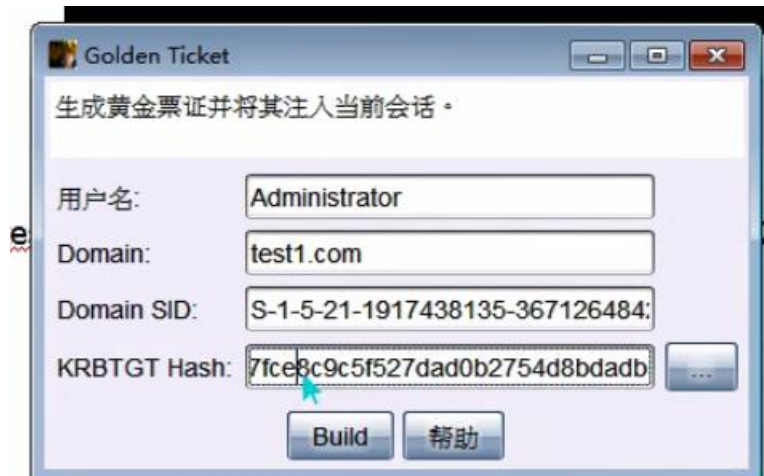 Golden Ticket
生成黄金票证并将其注入当前会话。
用户名: Administrator
Domain: test1.com
Domain SID: S-1-5-21-1917438135-367126484
KRBTGT Hash: 7fce8c9c5f527dad0b2754d8bdadb ...
Build 帮助